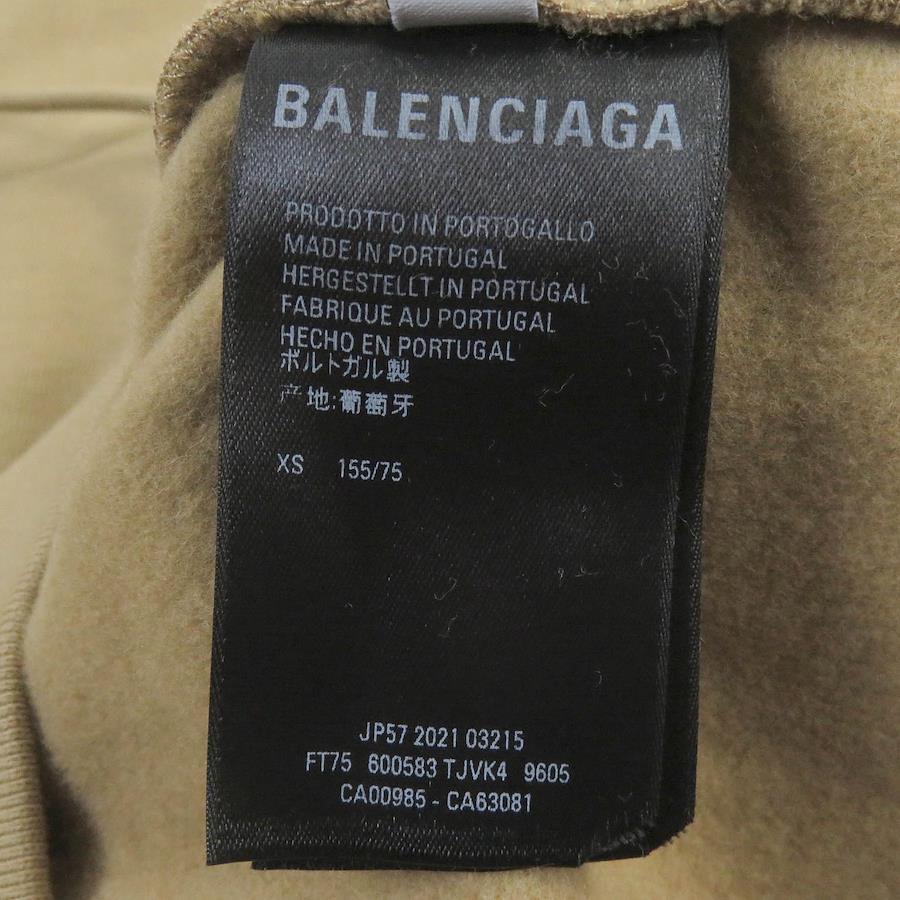 BALENCIAGA
PRODOTTO IN PORTOGALLO
MADE IN PORTUGAL
HERGESTELLT IN PORTUGAL
FABRIQUE AU PORTUGAL
HECHO EN PORTUGAL
ポルトガル製
产地:葡萄牙
XS 155/75
JP57 2021 03215
FT75 600583 TJVK4 9605
CA00985 - CA63081